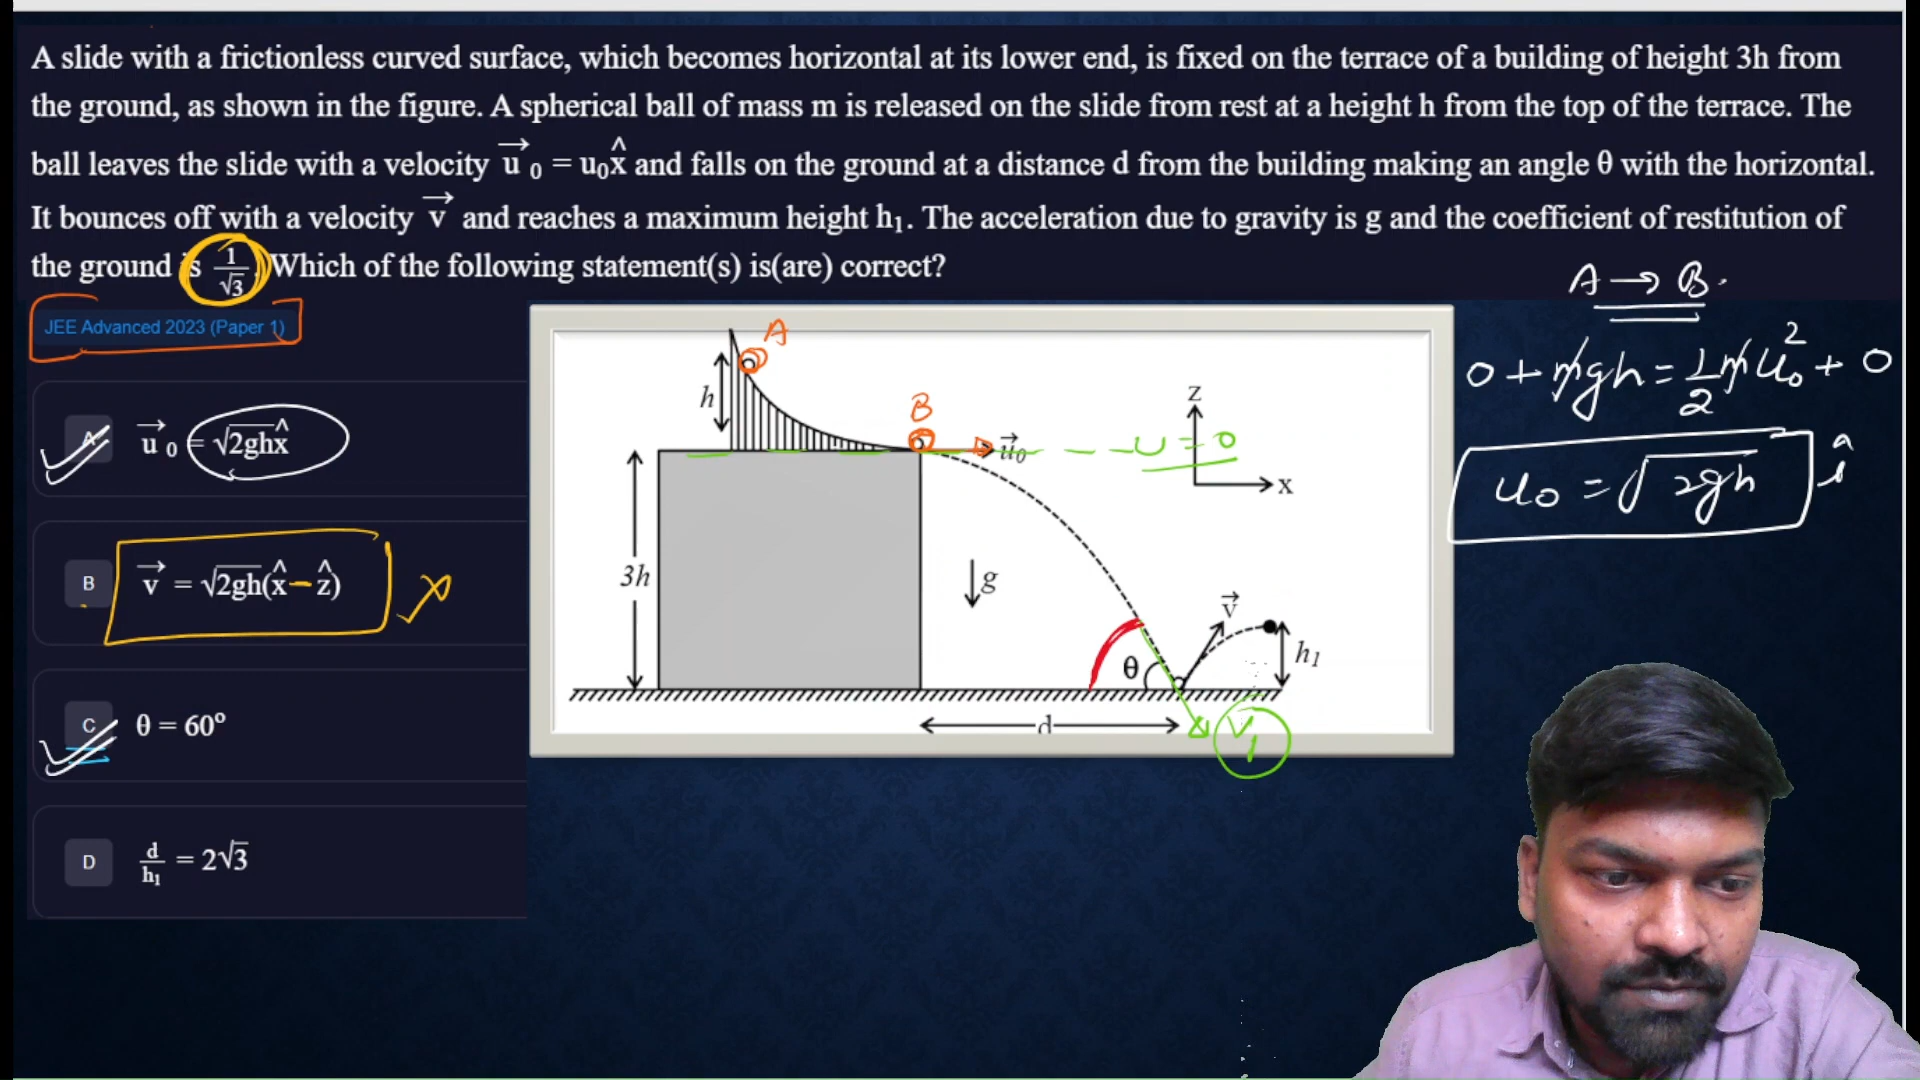 A slide with a frictionless curved surface, which becomes horizontal at its lower end, is fixed on the terrace of a building of height 3h from
the ground, as shown in the figure. A spherical ball of mass m is released on the slide from rest at a height h from the top of the terrace. The
ball leaves the slide with a velocity u⃗ ₀ = u₀x̂ and falls on the ground at a distance d from the building making an angle θ with the horizontal.
It bounces off with a velocity v⃗ and reaches a maximum height h₁. The acceleration due to gravity is g and the coefficient of restitution of
the ground is 1/√3. Which of the following statement(s) is(are) correct?
JEE Advanced 2023 (Paper 1)
A u⃗ ₀ = √2gh x̂
B v⃗ = √2gh(x̂ − ẑ)
C θ = 60°
D d/h₁ = 2√3
A
h
B
u⃗₀
U = 0
z
x
3h
g
v⃗
θ
h₁
d
V₁
A → B
0 + mgh = 1/2 m u₀² + 0
u₀ = √2gh î